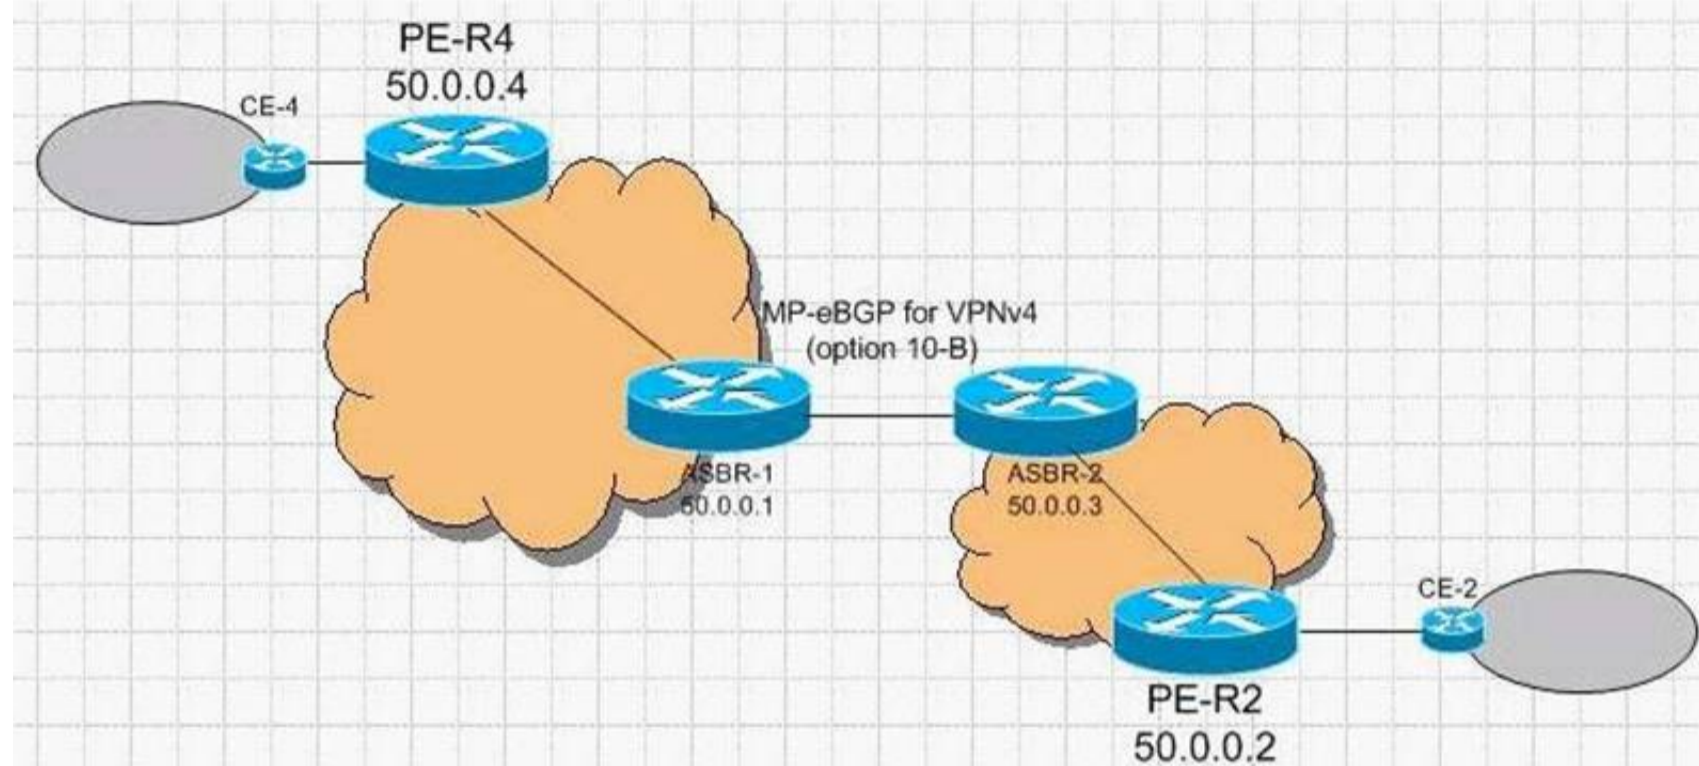 PE-R4
50.0.0.4
CE-4
MP-eBGP for VPNv4
(option 10-B)
ASBR-1
50.0.0.1
ASBR-2
50.0.0.3
CE-2
PE-R2
50.0.0.2